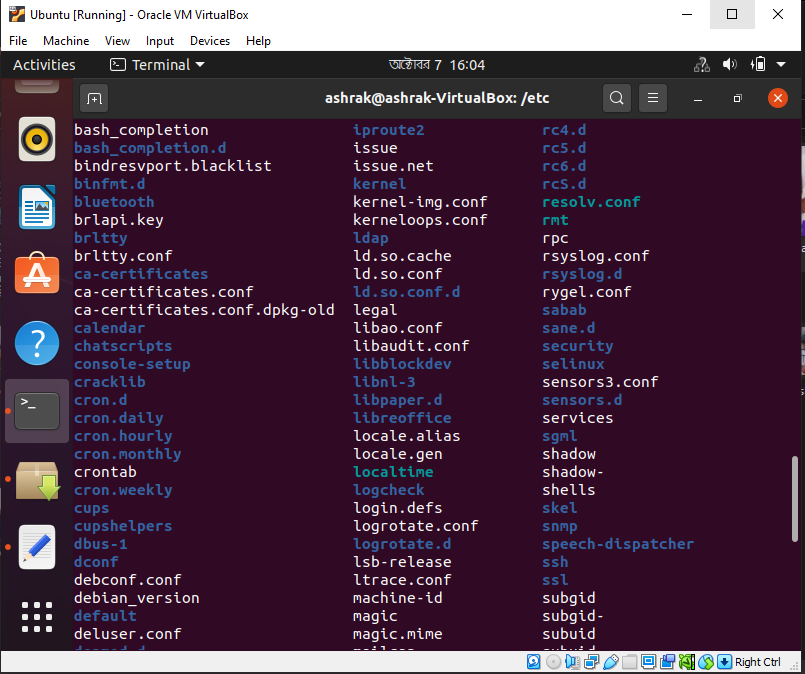 Ubuntu [Running] - Oracle VM VirtualBox
File Machine View Input Devices Help
Activities Terminal অক্টোবর 7 16:04
ashrak@ashrak-VirtualBox: /etc
bash_completion iproute2 rc4.d
bash_completion.d issue rc5.d
bindresvport.blacklist issue.net rc6.d
binfmt.d kernel rcS.d
bluetooth kernel-img.conf resolv.conf
brlapi.key kerneloops.conf rmt
brltty ldap rpc
brltty.conf ld.so.cache rsyslog.conf
ca-certificates ld.so.conf rsyslog.d
ca-certificates.conf ld.so.conf.d rygel.conf
ca-certificates.conf.dpkg-old legal sabab
calendar libao.conf sane.d
chatscripts libaudit.conf security
console-setup libblockdev selinux
cracklib libnl-3 sensors3.conf
cron.d libpaper.d sensors.d
cron.daily libreoffice services
cron.hourly locale.alias sgml
cron.monthly locale.gen shadow
crontab localtime shadow-
cron.weekly logcheck shells
cups login.defs skel
cupshelpers logrotate.conf snmp
dbus-1 logrotate.d speech-dispatcher
dconf lsb-release ssh
debconf.conf ltrace.conf ssl
debian_version machine-id subgid
default magic subgid-
deluser.conf magic.mime subuid
Right Ctrl